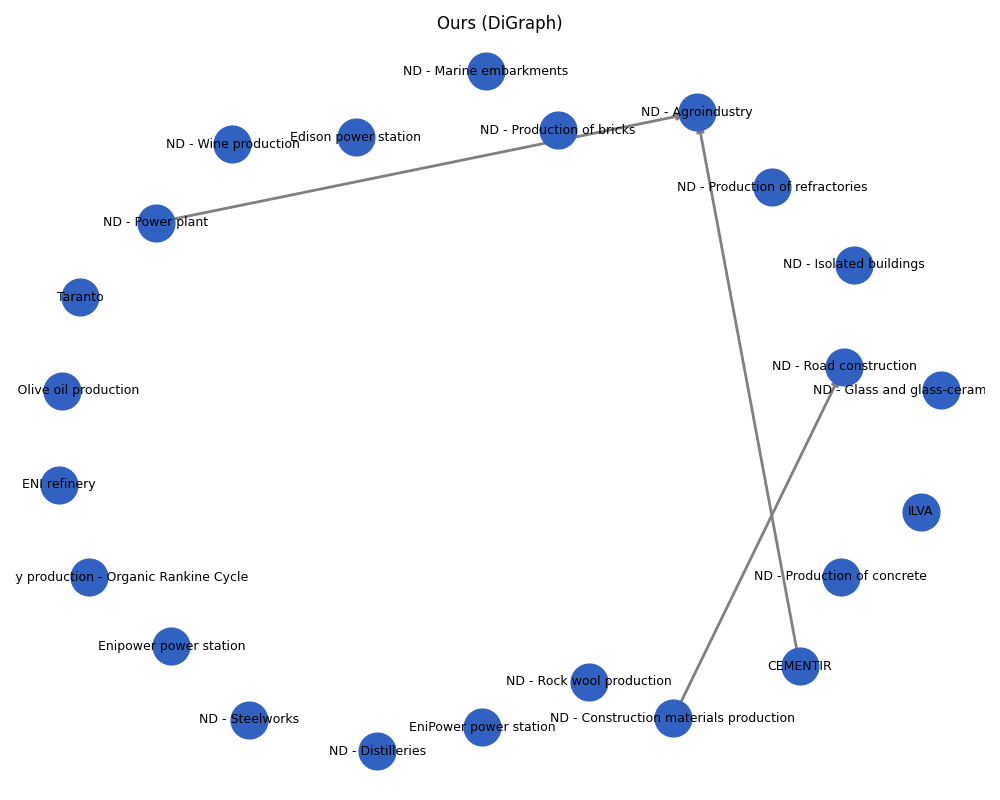 Ours (DiGraph)
ND - Marine embarkments
ND - Agroindustry
ND - Production of bricks
Edison power station
ND - Wine production
ND - Production of refractories
ND - Power plant
ND - Isolated buildings
Taranto
ND - Road construction
Olive oil production
ND - Glass and glass-ceram
ENI refinery
ILVA
y production - Organic Rankine Cycle
ND - Production of concrete
Enipower power station
CEMENTIR
ND - Rock wool production
ND - Steelworks
ND - Construction materials production
EniPower power station
ND - Distilleries